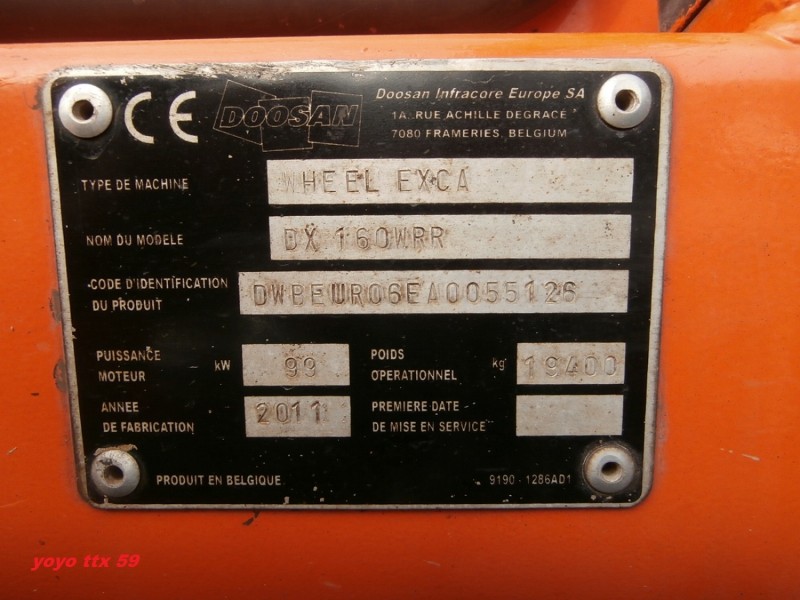 CE DOOSAN Doosan Infracore Europe SA
1A, RUE ACHILLE DEGRACE
7080 FRAMERIES, BELGIUM
TYPE DE MACHINE WHEEL EXCA
NOM DU MODELE DX 160WRR
CODE D'IDENTIFICATION
DU PRODUIT DWBEWR06EA0055126
PUISSANCE
MOTEUR kW 99
POIDS
OPERATIONNEL kg 19400
ANNEE
DE FABRICATION 2011
PREMIERE DATE
DE MISE EN SERVICE
PRODUIT EN BELGIQUE 9190 - 1286AD1
yoyo ttx 59